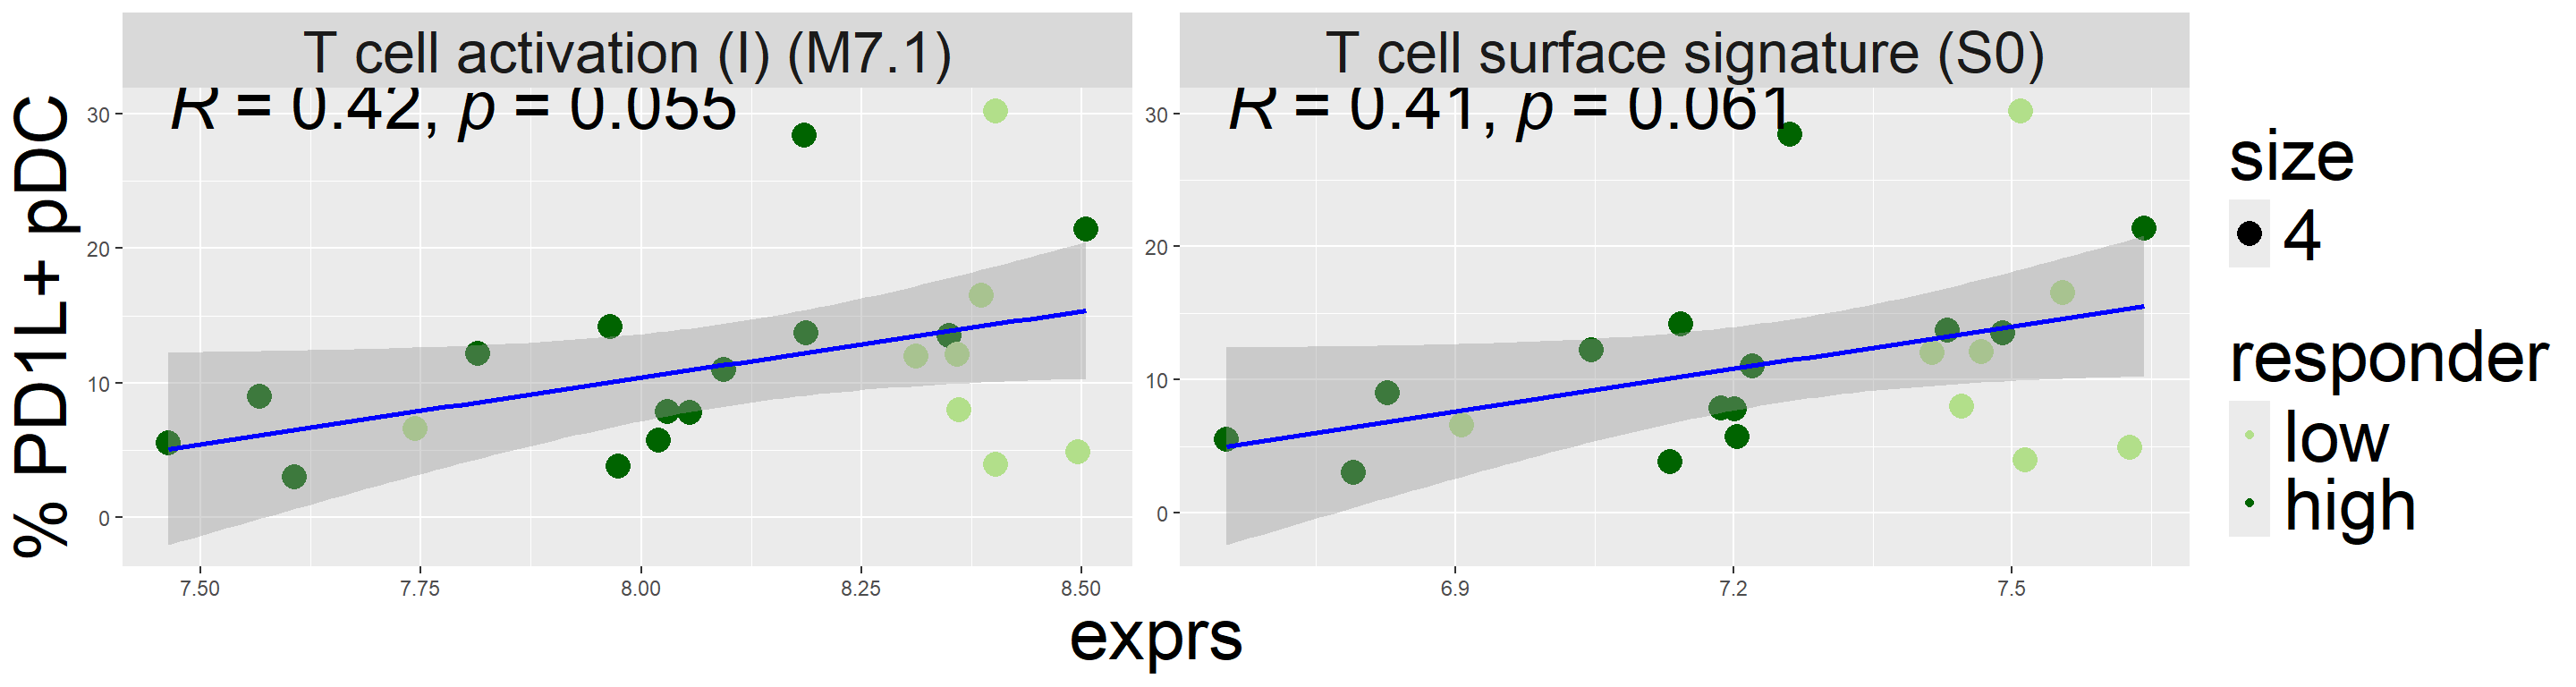 T cell activation (I) (M7.1)
R = 0.42, p = 0.055
30
20
10
0
% PD1L+ pDC
7.50 7.75 8.00 8.25 8.50
T cell surface signature (S0)
R = 0.41, p = 0.061
30
20
10
0
6.9 7.2 7.5
exprs
size
4
responder
low
high